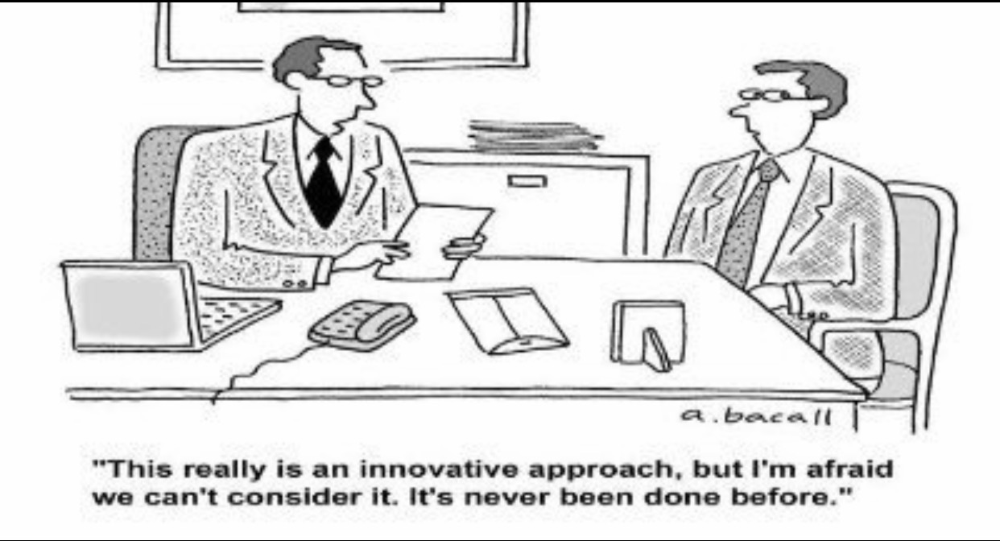 a.bacall
"This really is an innovative approach, but I'm afraid
we can't consider it. It's never been done before."